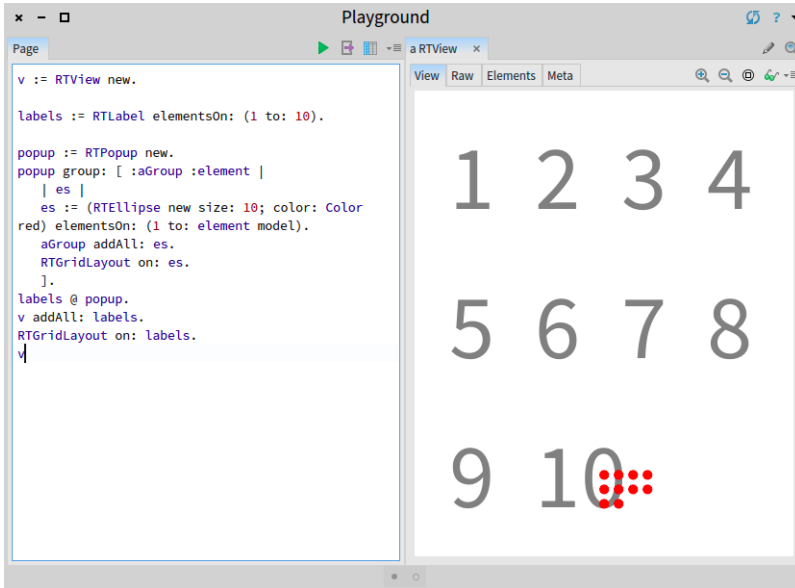 Playground
?
Page
a RTView ×
v := RTView new.
labels := RTLabel elementsOn: (1 to: 10).
popup := RTPopup new.
popup group: [ :aGroup :element |
| es |
es := (RTEllipse new size: 10; color: Color
red) elementsOn: (1 to: element model).
aGroup addAll: es.
RTGridLayout on: es.
].
labels @ popup.
v addAll: labels.
RTGridLayout on: labels.
v
View Raw Elements Meta
1 2 3 4
5 6 7 8
9 10